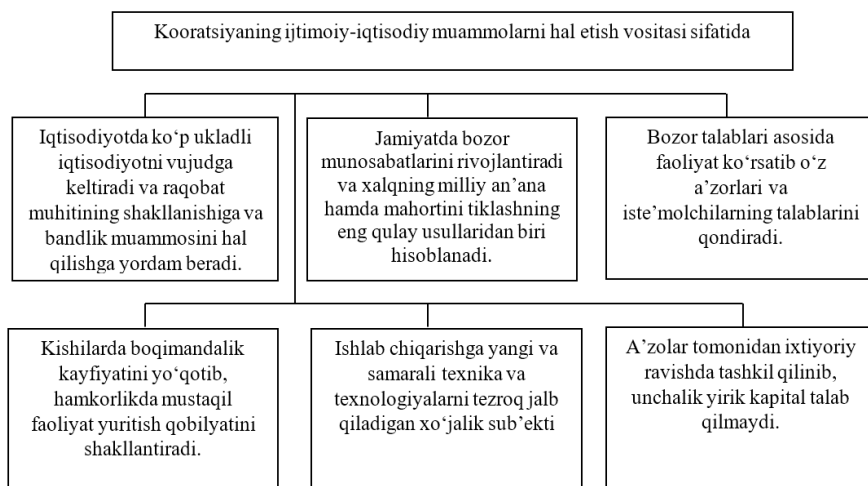 Kooratsiyaning ijtimoiy-iqtisodiy muammolarni hal etish vositasi sifatida
Iqtisodiyotda ko‘p ukladli
iqtisodiyotni vujudga
keltiradi va raqobat
muhitining shakllanishiga va
bandlik muammosini hal
qilishga yordam beradi.
Jamiyatda bozor
munosabatlarini rivojlantiradi
va xalqning milliy an’ana
hamda mahortini tiklashning
eng qulay usullaridan biri
hisoblanadi.
Bozor talablari asosida
faoliyat ko‘rsatib o‘z
a’zorlari va
iste’molchilarning talablarini
qondiradi.
Kishilarda boqimandalik
kayfiyatini yo‘qotib,
hamkorlikda mustaqil
faoliyat yuritish qobilyatini
shakllantiradi.
Ishlab chiqarishga yangi va
samarali texnika va
texnologiyalarni tezroq jalb
qiladigan xo‘jalik sub’ekti
A’zolar tomonidan ixtiyoriy
ravishda tashkil qilinib,
unchalik yirik kapital talab
qilmaydi.